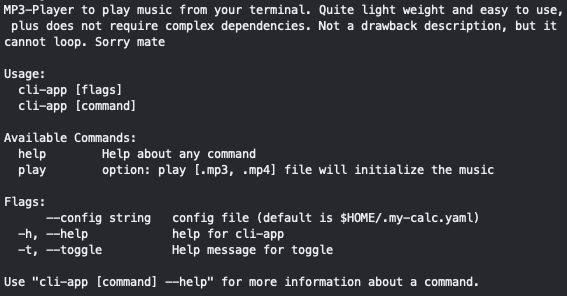 MP3-Player to play music from your terminal. Quite light weight and easy to use,
 plus does not require complex dependencies. Not a drawback description, but it
cannot loop. Sorry mate

Usage:
  cli-app [flags]
  cli-app [command]

Available Commands:
  help        Help about any command
  play        option: play [.mp3, .mp4] file will initialize the music

Flags:
      --config string   config file (default is $HOME/.my-calc.yaml)
  -h, --help            help for cli-app
  -t, --toggle          Help message for toggle

Use "cli-app [command] --help" for more information about a command.